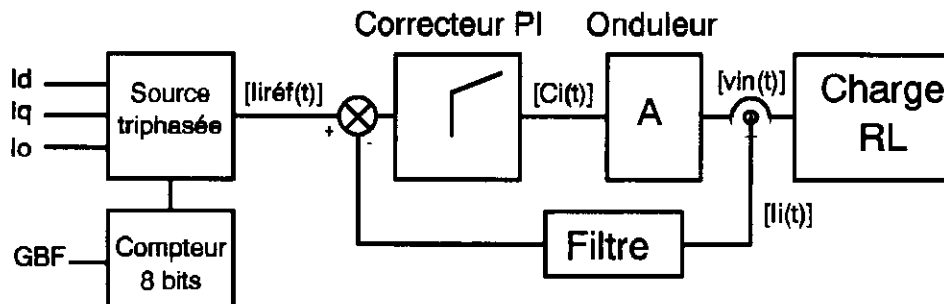 Correcteur PI
Onduleur
Id
Iq
Io
Source
triphasée
[Iiréf(t)]
+
-
[Ci(t)]
A
[vin(t)]
Charge
RL
[Ii(t)]
Filtre
GBF
Compteur
8 bits